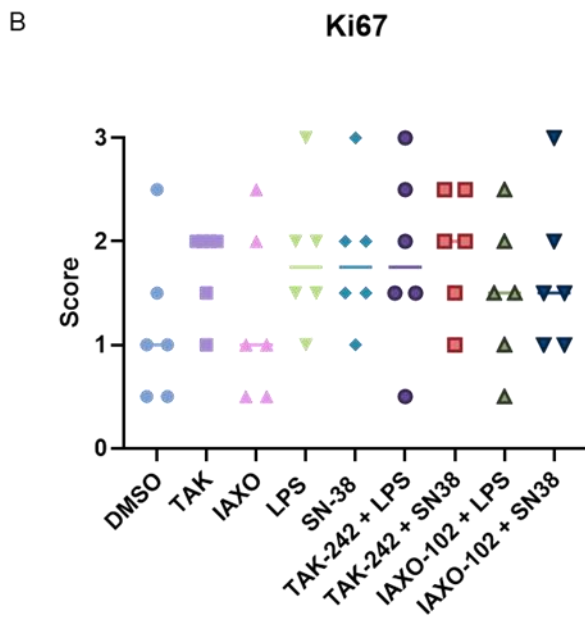 B
Ki67
3
2
1
0
Score
DMSO
TAK
IAXO
LPS
SN-38
TAK-242 + LPS
TAK-242 + SN38
IAXO-102 + LPS
IAXO-102 + SN38